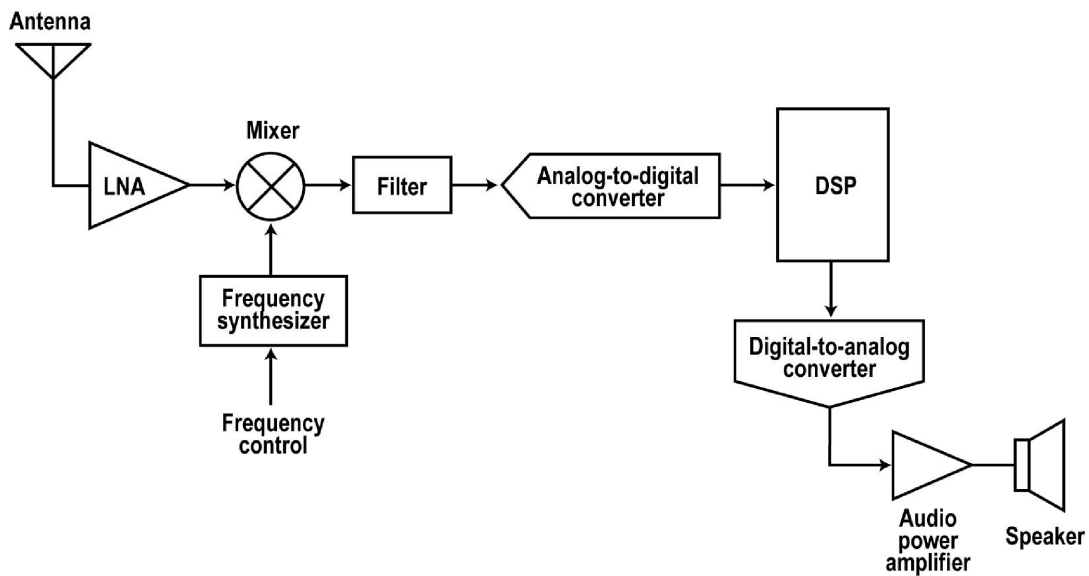 Antenna
LNA
Mixer
Filter
Analog-to-digital
converter
DSP
Frequency
synthesizer
Frequency
control
Digital-to-analog
converter
Audio
power
amplifier
Speaker